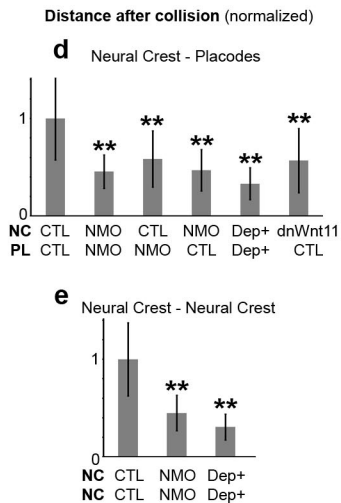 Distance after collision (normalized)
d
Neural Crest - Placodes
1
** ** ** ** **
0
NC CTL NMO CTL NMO Dep+ dnWnt11
PL CTL NMO NMO CTL Dep+ CTL
e
Neural Crest - Neural Crest
1
** **
0
NC CTL NMO Dep+
NC CTL NMO Dep+